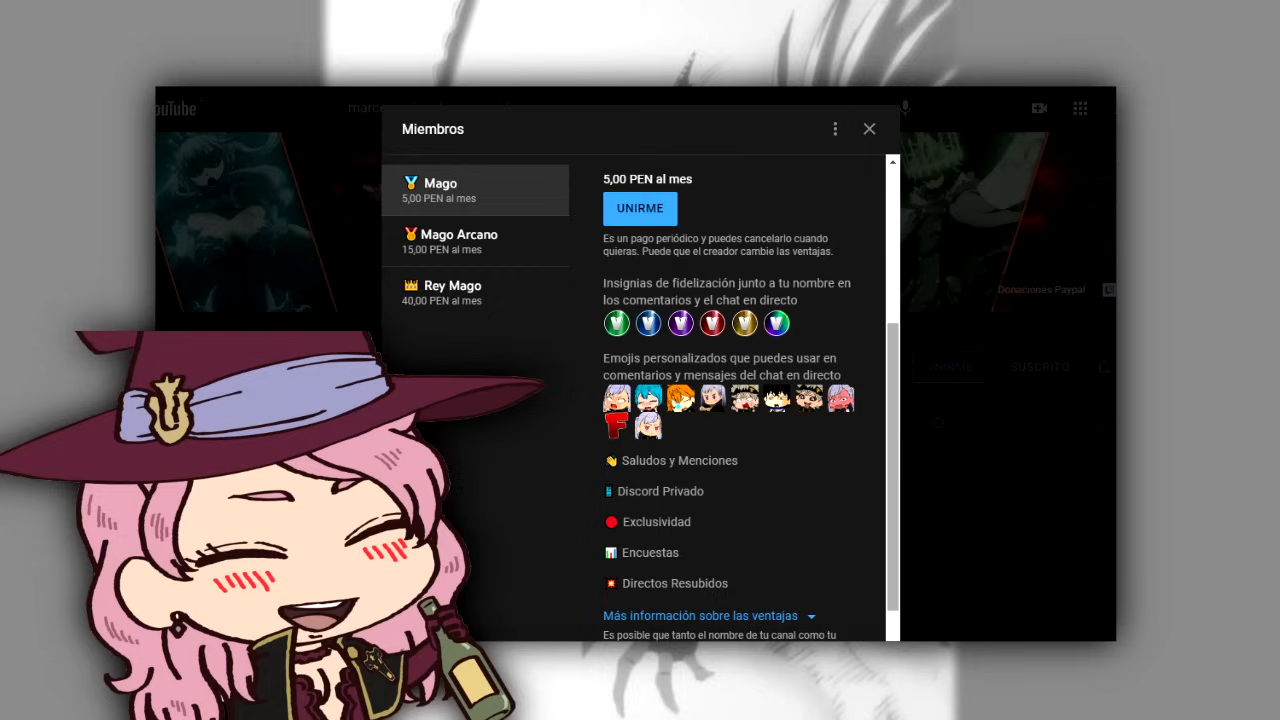 ouTube
marc
Miembros
Mago
5,00 PEN al mes
Mago Arcano
15,00 PEN al mes
Rey Mago
40,00 PEN al mes
5,00 PEN al mes
UNIRME
Es un pago periódico y puedes cancelarlo cuando
quieras. Puede que el creador cambie las ventajas.
Insignias de fidelización junto a tu nombre en
los comentarios y el chat en directo
V V V V V V
Emojis personalizados que puedes usar en
comentarios y mensajes del chat en directo
F
Saludos y Menciones
Discord Privado
Exclusividad
Encuestas
Directos Resubidos
Más información sobre las ventajas
Es posible que tanto el nombre de tu canal como tu
Donaciones Paypal
UNIRME
SUSCRITO